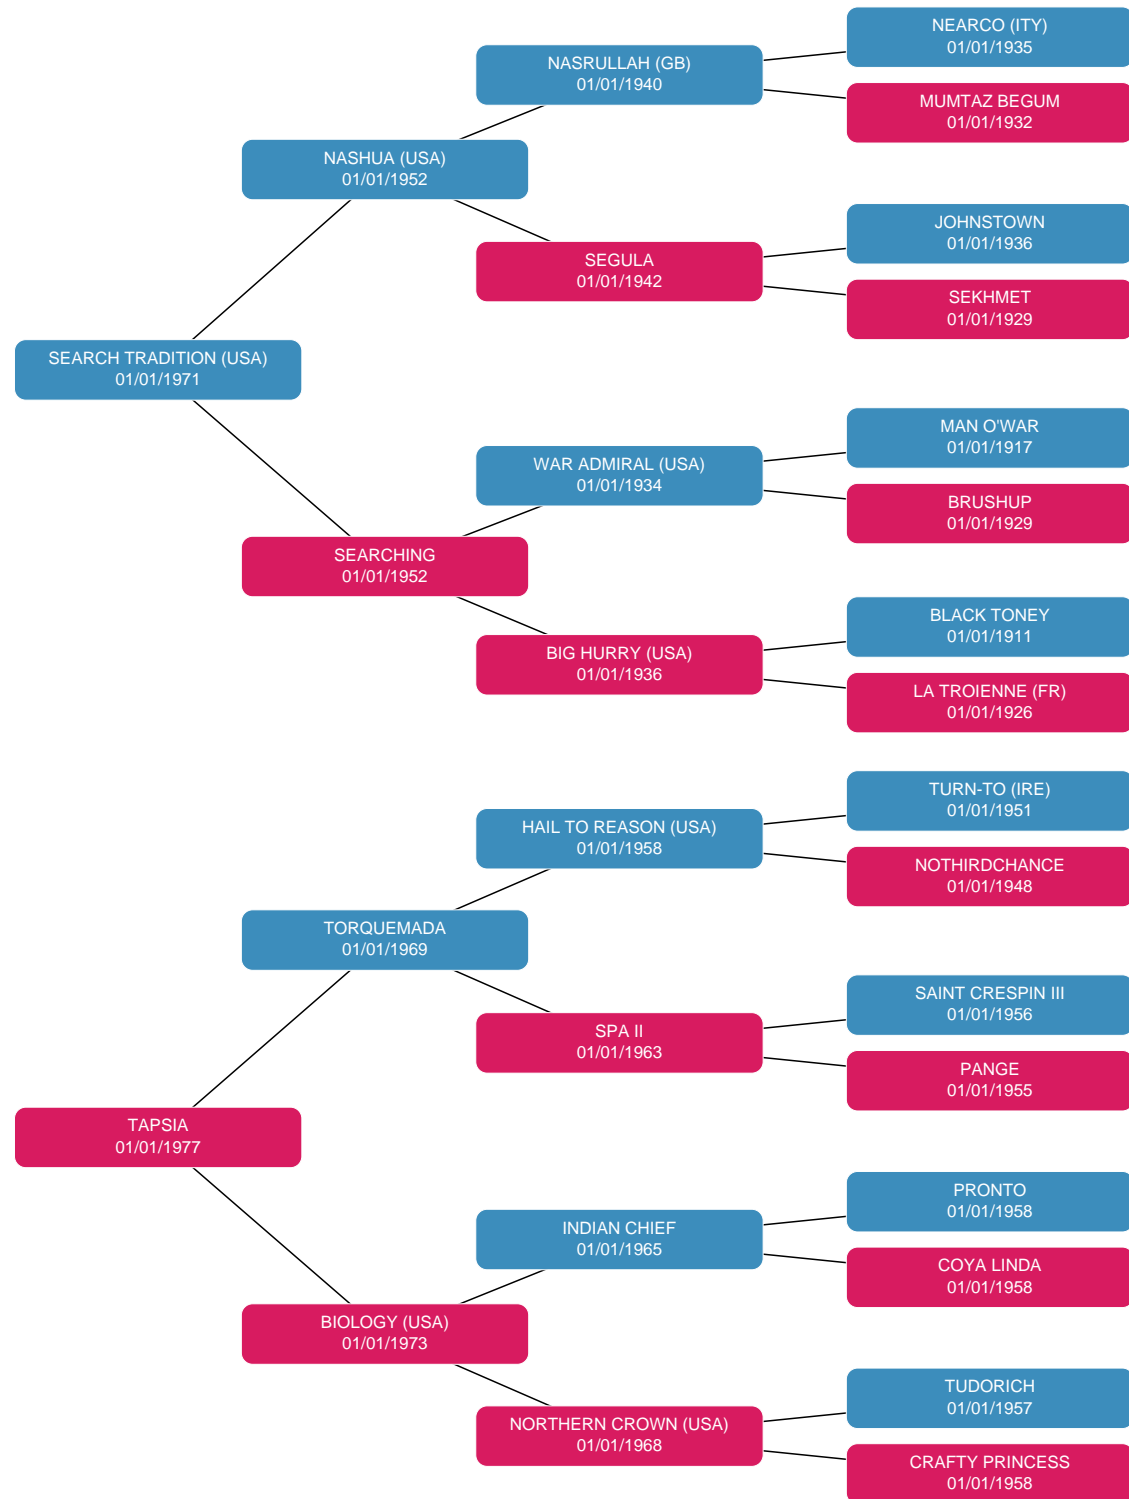 NEARCO (ITY)
01/01/1935
NASRULLAH (GB)
01/01/1940
MUMTAZ BEGUM
01/01/1932
NASHUA (USA)
01/01/1952
JOHNSTOWN
01/01/1936
SEGULA
01/01/1942
SEKHMET
01/01/1929
SEARCH TRADITION (USA)
01/01/1971
MAN O'WAR
01/01/1917
WAR ADMIRAL (USA)
01/01/1934
BRUSHUP
01/01/1929
SEARCHING
01/01/1952
BLACK TONEY
01/01/1911
BIG HURRY (USA)
01/01/1936
LA TROIENNE (FR)
01/01/1926
TURN-TO (IRE)
01/01/1951
HAIL TO REASON (USA)
01/01/1958
NOTHIRDCHANCE
01/01/1948
TORQUEMADA
01/01/1969
SAINT CRESPIN III
01/01/1956
SPA II
01/01/1963
PANGE
01/01/1955
TAPSIA
01/01/1977
PRONTO
01/01/1958
INDIAN CHIEF
01/01/1965
COYA LINDA
01/01/1958
BIOLOGY (USA)
01/01/1973
TUDORICH
01/01/1957
NORTHERN CROWN (USA)
01/01/1968
CRAFTY PRINCESS
01/01/1958